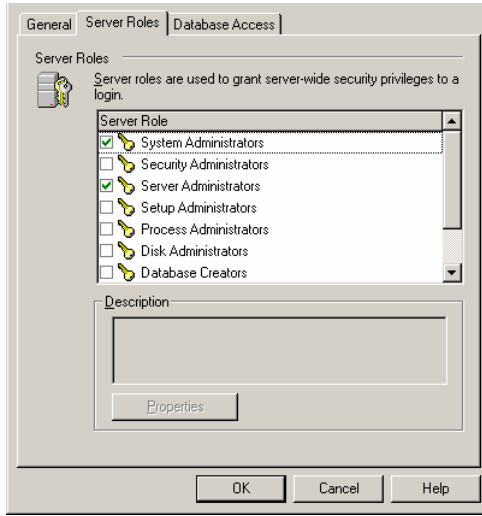 General Server Roles Database Access
Server Roles
Server roles are used to grant server-wide security privileges to a
login.
Server Role
System Administrators
Security Administrators
Server Administrators
Setup Administrators
Process Administrators
Disk Administrators
Database Creators
Description
Properties
OK Cancel Help